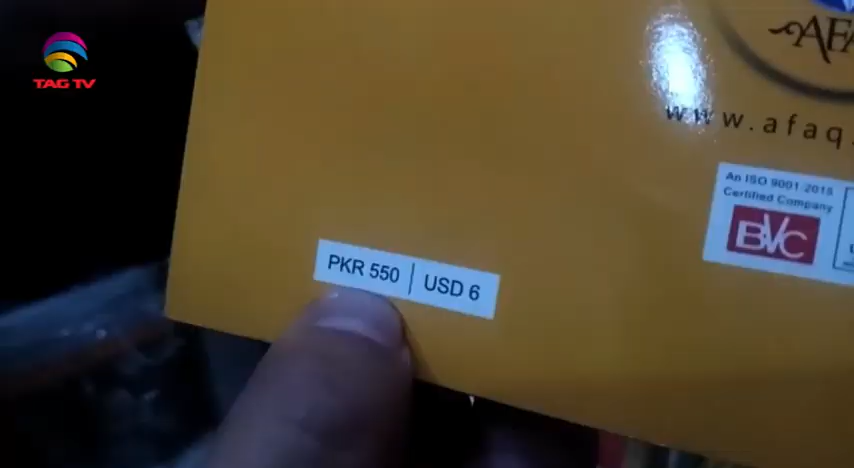 TAG TV
www.afaq.
An ISO 9001:2015
Certified Company
BVC
PKR 550 | USD 6